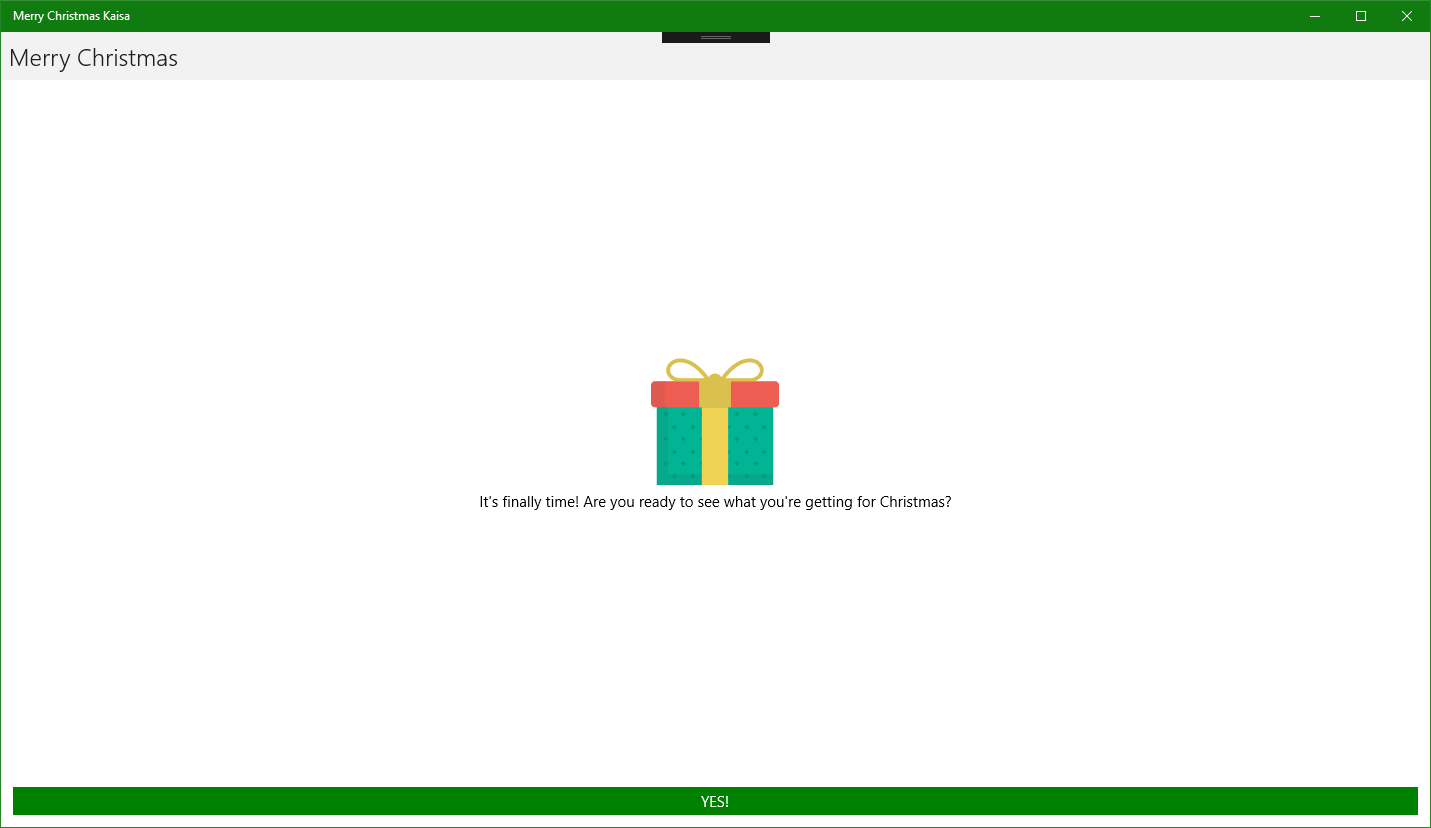 Merry Christmas Kaisa
Merry Christmas
It's finally time! Are you ready to see what you're getting for Christmas?
YES!